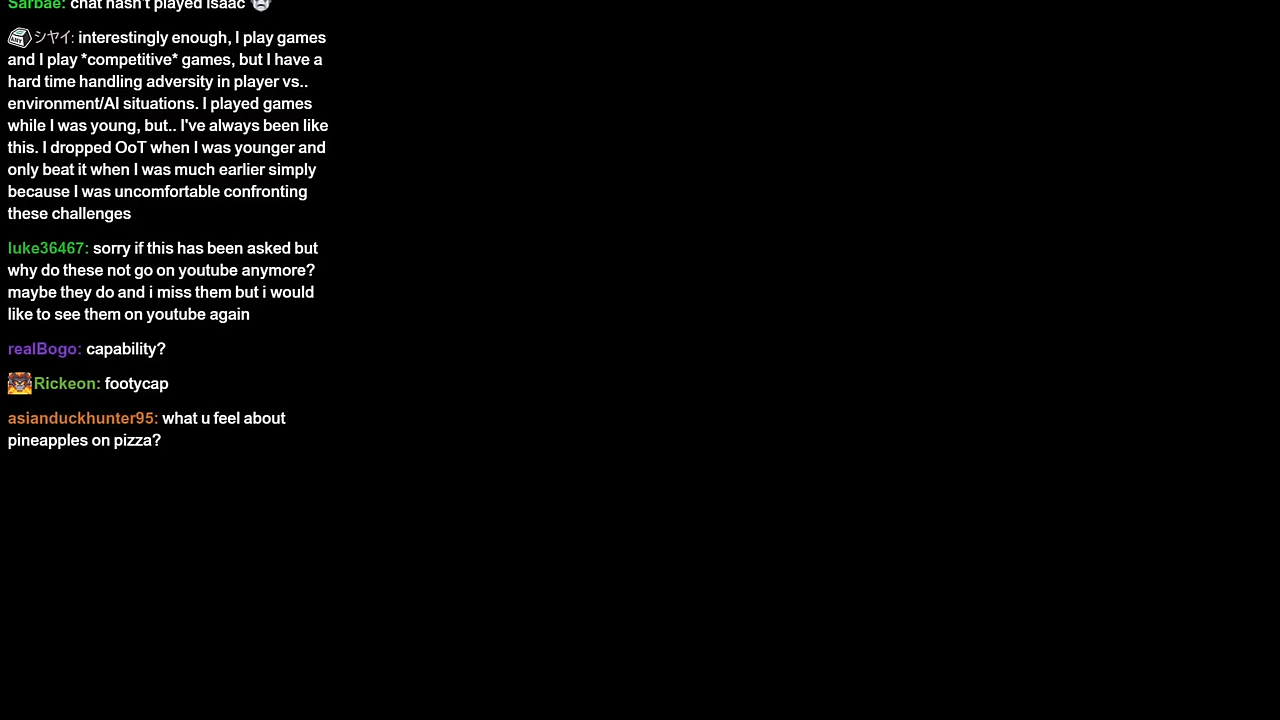 Sarbae: chat hasn't played Isaac
シヤイ: interestingly enough, I play games
and I play *competitive* games, but I have a
hard time handling adversity in player vs..
environment/AI situations. I played games
while I was young, but.. I've always been like
this. I dropped OoT when I was younger and
only beat it when I was much earlier simply
because I was uncomfortable confronting
these challenges
luke36467: sorry if this has been asked but
why do these not go on youtube anymore?
maybe they do and i miss them but i would
like to see them on youtube again
realBogo: capability?
Rickeon: footycap
asianduckhunter95: what u feel about
pineapples on pizza?